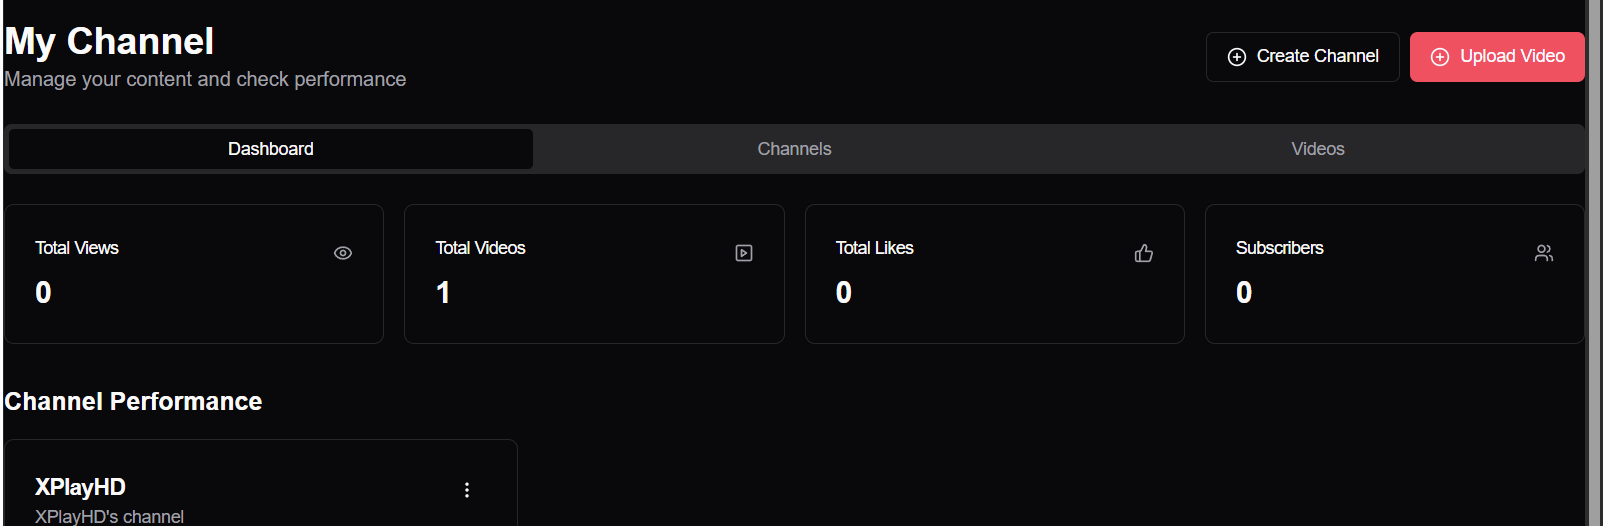 My Channel
Manage your content and check performance
Create Channel
Upload Video
Dashboard
Channels
Videos
Total Views
0
Total Videos
1
Total Likes
0
Subscribers
0
Channel Performance
XPlayHD
XPlayHD's channel